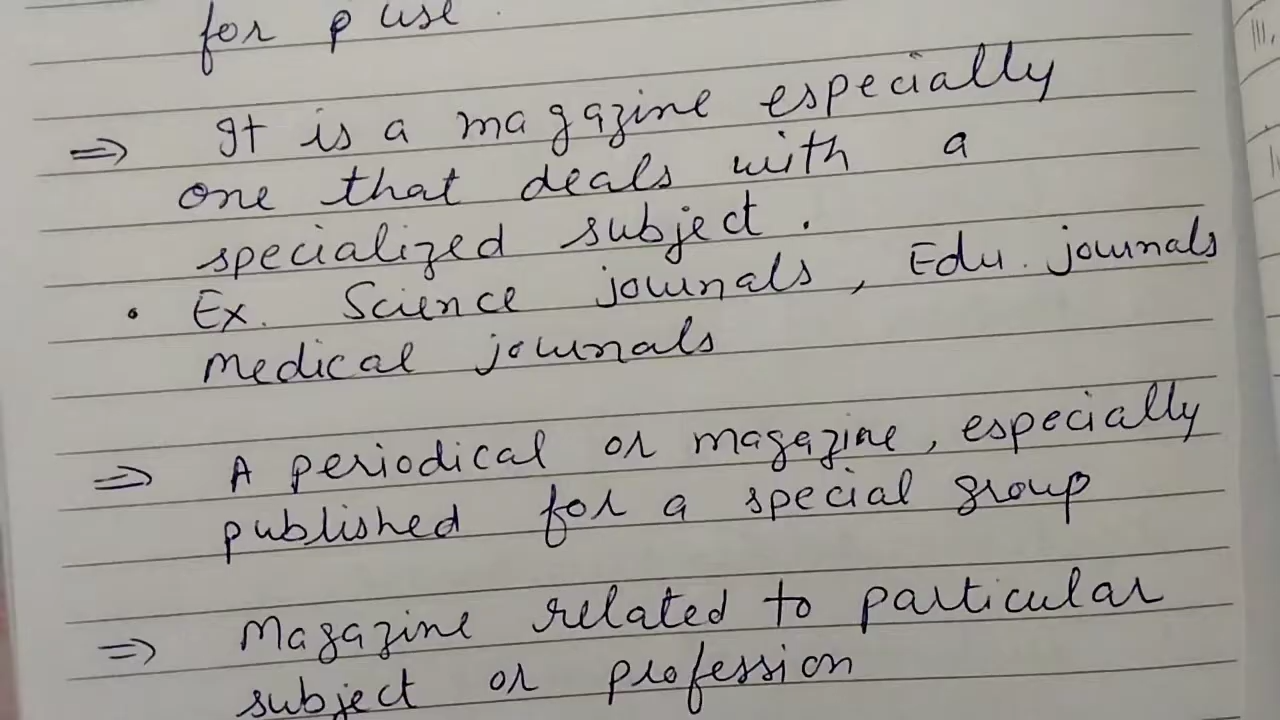 for p use.
⇒ It is a magazine especially
one that deals with a
specialized subject.
• Ex. Science journals, Edu. journals
Medical journals
⇒ A periodical or magazine, especially
published for a special group
⇒ Magazine related to particular
subject or profession